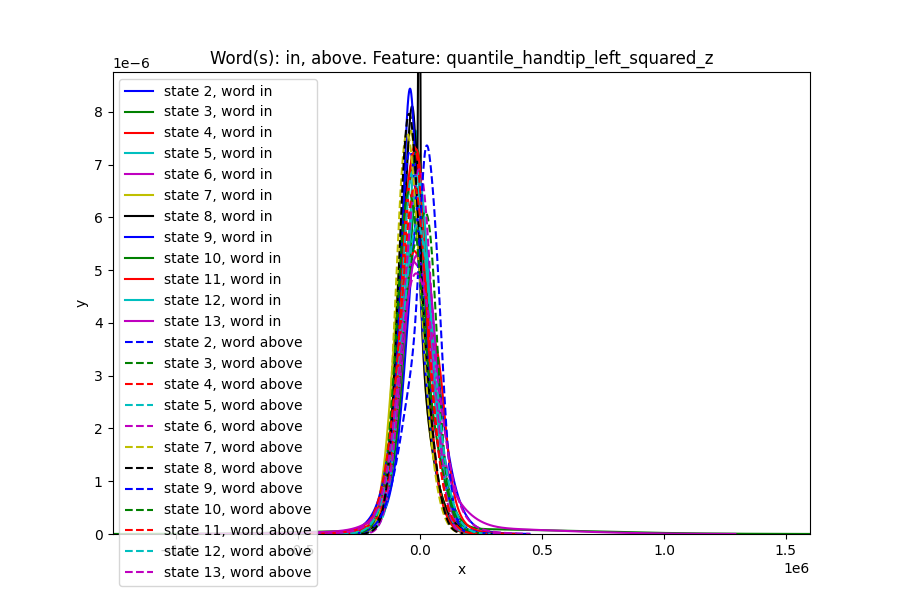 Word(s): in, above. Feature: quantile_handtip_left_squared_z
1e−6
state 2, word in
state 3, word in
state 4, word in
state 5, word in
state 6, word in
state 7, word in
state 8, word in
state 9, word in
state 10, word in
state 11, word in
state 12, word in
state 13, word in
state 2, word above
state 3, word above
state 4, word above
state 5, word above
state 6, word above
state 7, word above
state 8, word above
state 9, word above
state 10, word above
state 11, word above
state 12, word above
state 13, word above
8
7
6
5
4
3
2
1
0
y
0.0 0.5 1.0 1.5
x
1e6